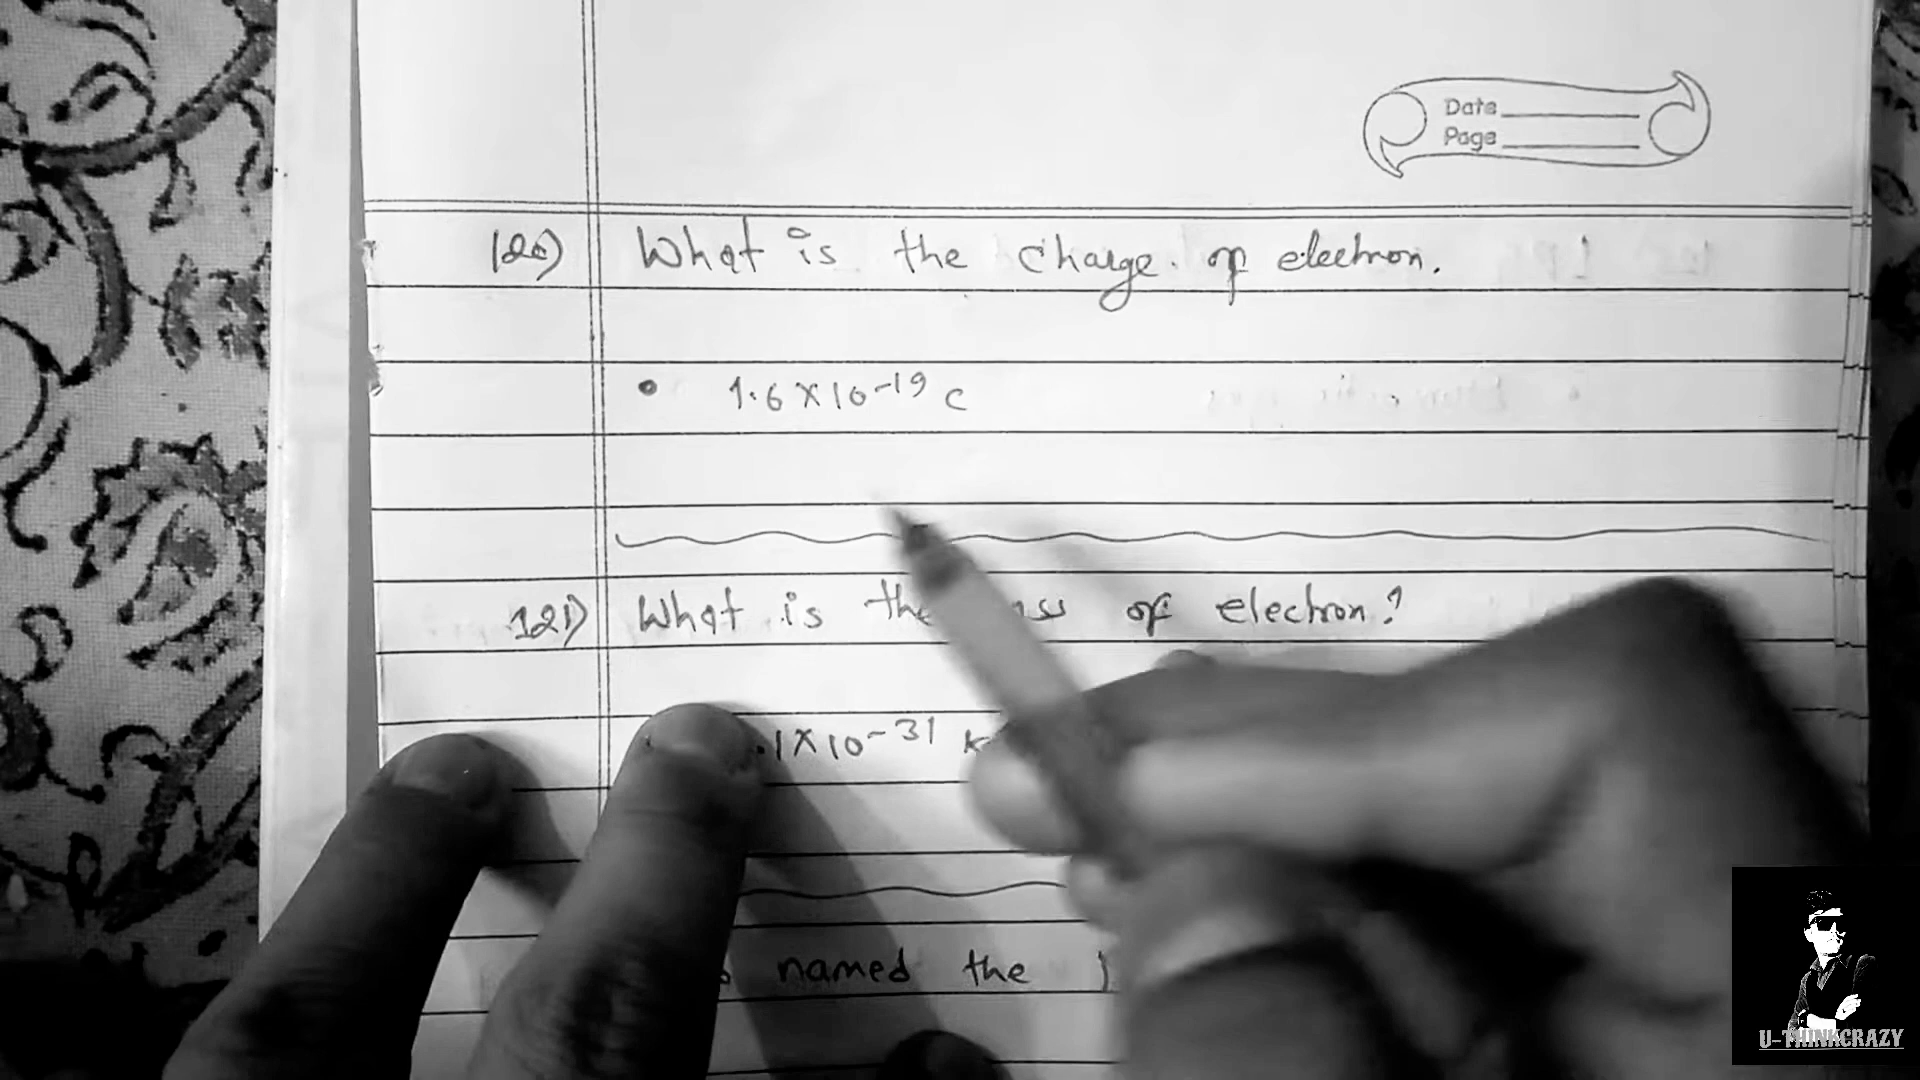 Date
Page
120) What is the charge of electron.
• 1.6 X 10-19 C
121) What is the of electron?
.1 X 10-31
named the
U-THINKCRAZY